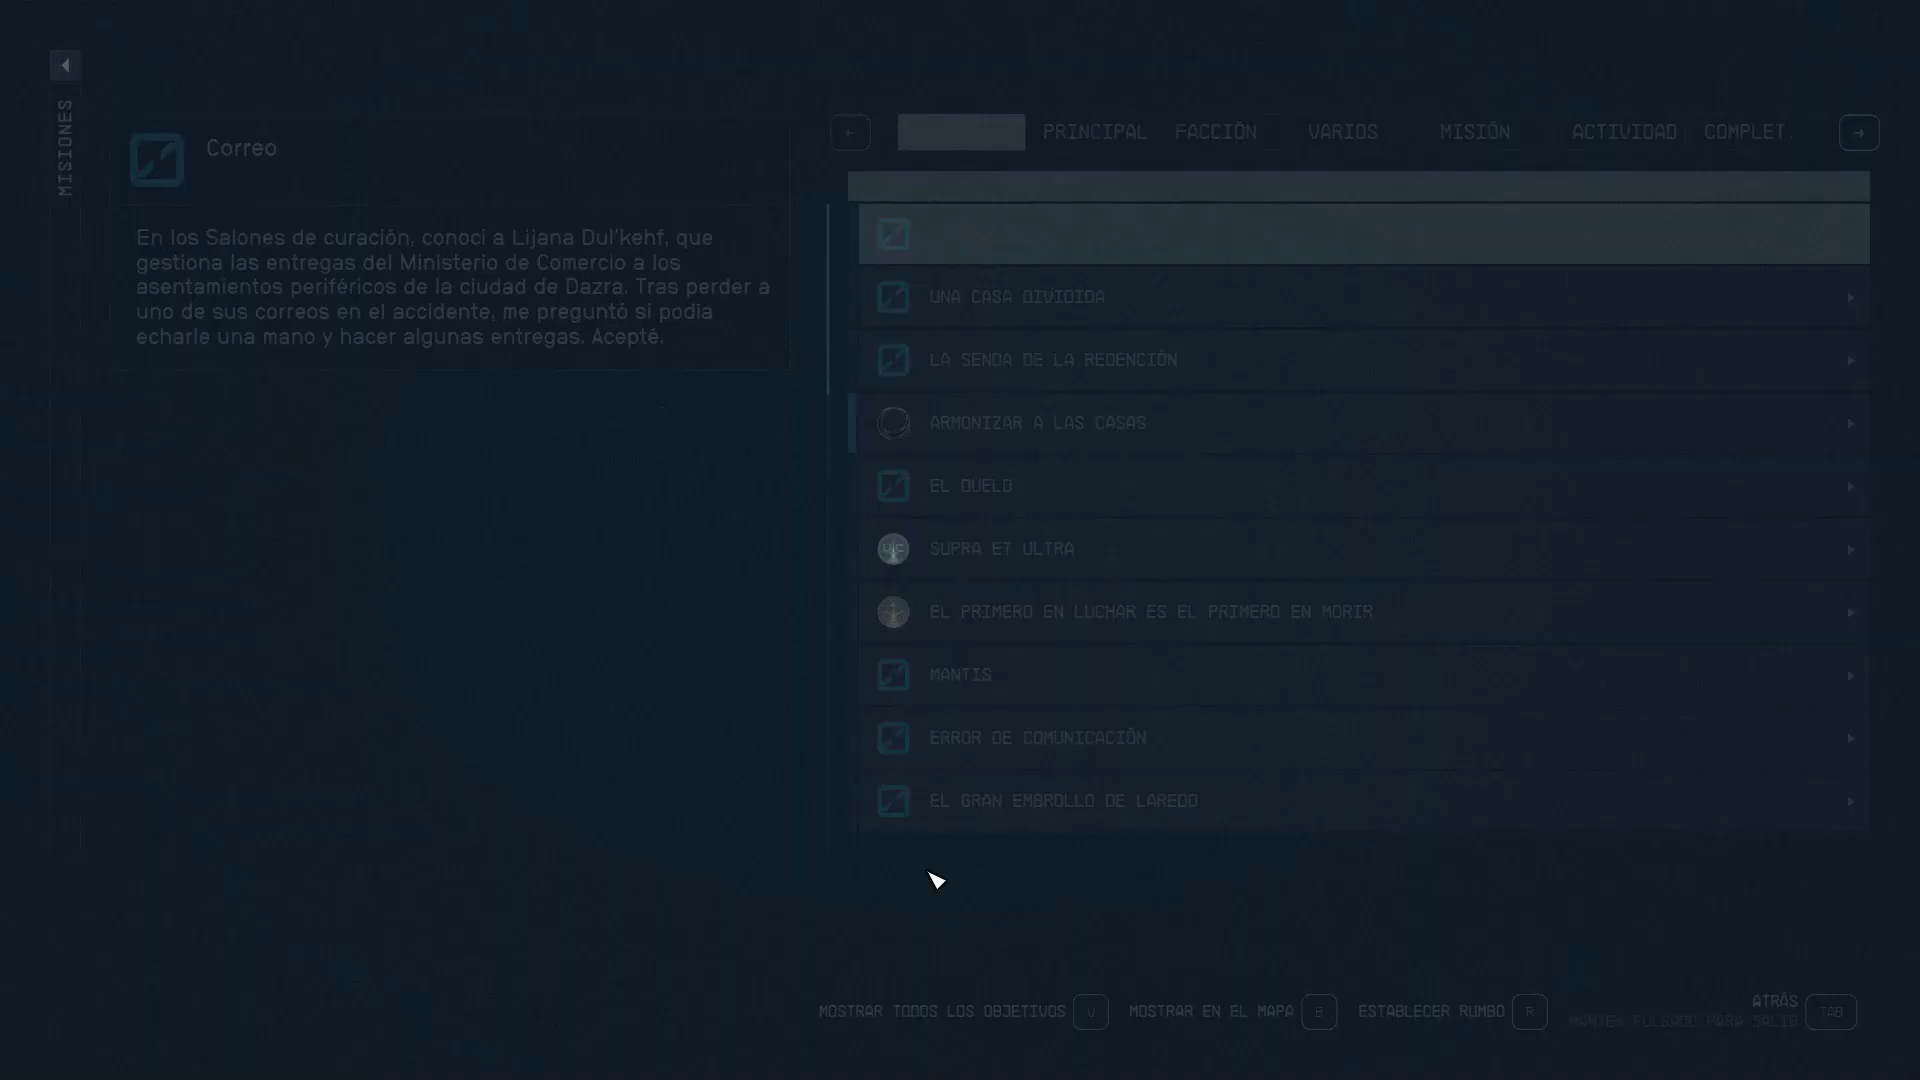 MISIONES
Correo
En los Salones de curación, conocí a Lijana Dul'kehf, que
gestiona las entregas del Ministerio de Comercio a los
asentamientos periféricos de la ciudad de Dazra. Tras perder a
uno de sus correos en el accidente, me preguntó si podía
echarle una mano y hacer algunas entregas. Acepté.
PRINCIPAL FACCIÓN VARIOS MISIÓN ACTIVIDAD COMPLET.
UNA CASA DIVIDIDA
LA SENDA DE LA REDENCIÓN
ARMONIZAR A LAS CASAS
EL DUELO
UC SUPRA ET ULTRA
EL PRIMERO EN LUCHAR ES EL PRIMERO EN MORIR
MANTIS
ERROR DE COMUNICACIÓN
EL GRAN EMBROLLO DE LAREDO
MOSTRAR TODOS LOS OBJETIVOS V MOSTRAR EN EL MAPA B ESTABLECER RUMBO R ATRÁS TAB
MANTÉN PULSADO PARA SALIR